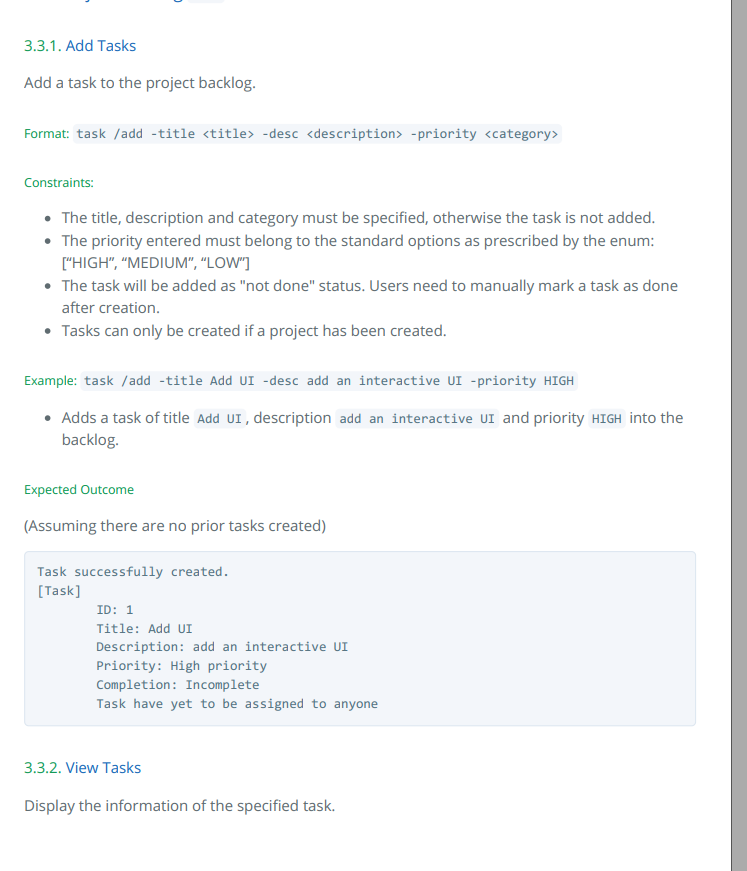 3.3.1. Add Tasks
Add a task to the project backlog.
Format: task /add -title <title> -desc <description> -priority <category>
Constraints:
• The title, description and category must be specified, otherwise the task is not added.
• The priority entered must belong to the standard options as prescribed by the enum:
[“HIGH”, “MEDIUM”, “LOW”]
• The task will be added as "not done" status. Users need to manually mark a task as done
after creation.
• Tasks can only be created if a project has been created.
Example: task /add -title Add UI -desc add an interactive UI -priority HIGH
• Adds a task of title Add UI, description add an interactive UI and priority HIGH into the
backlog.
Expected Outcome
(Assuming there are no prior tasks created)
Task successfully created.
[Task]
ID: 1
Title: Add UI
Description: add an interactive UI
Priority: High priority
Completion: Incomplete
Task have yet to be assigned to anyone
3.3.2. View Tasks
Display the information of the specified task.